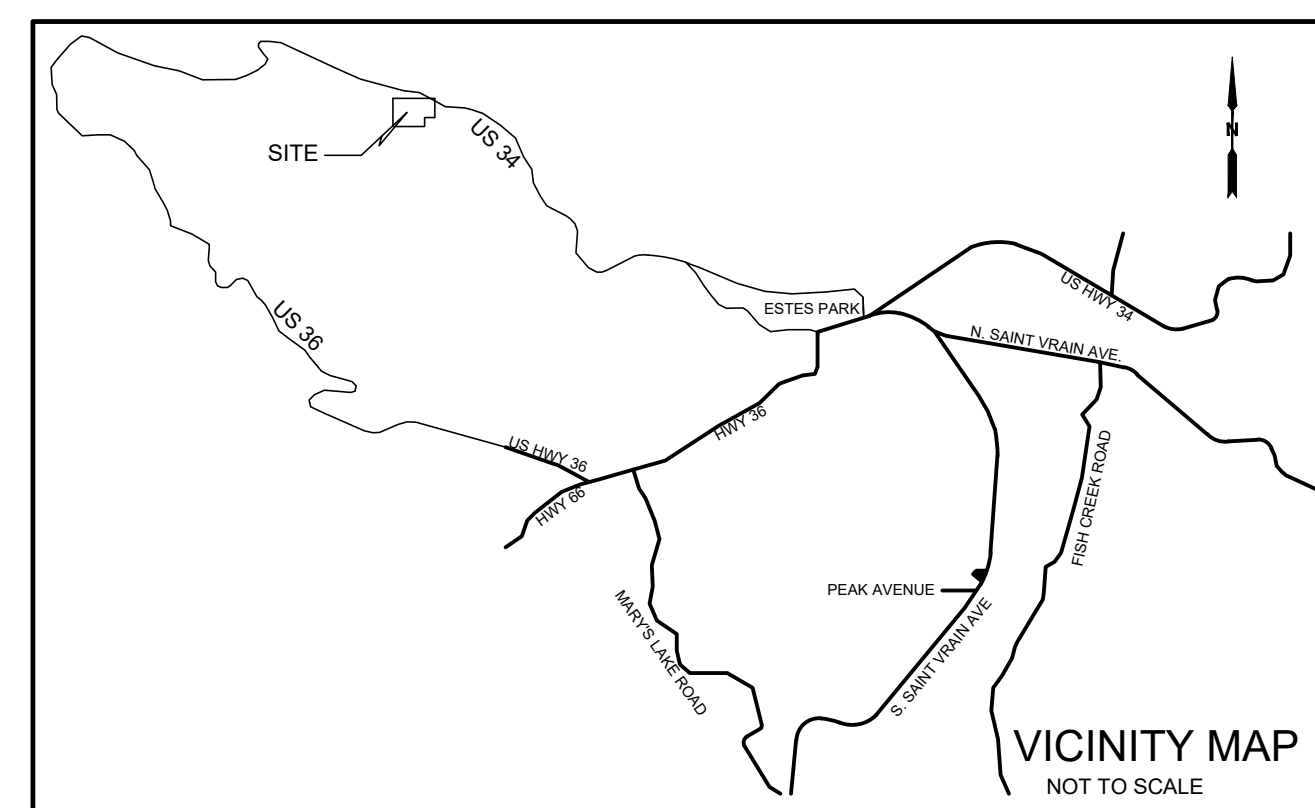 N
SITE
US 34
US 36
ESTES PARK
US HWY 34
N. SAINT VRAIN AVE.
HWY 36
US HWY 36
HWY 66
FISH CREEK ROAD
PEAK AVENUE
MARY'S LAKE ROAD
S. SAINT VRAIN AVE
VICINITY MAP
NOT TO SCALE